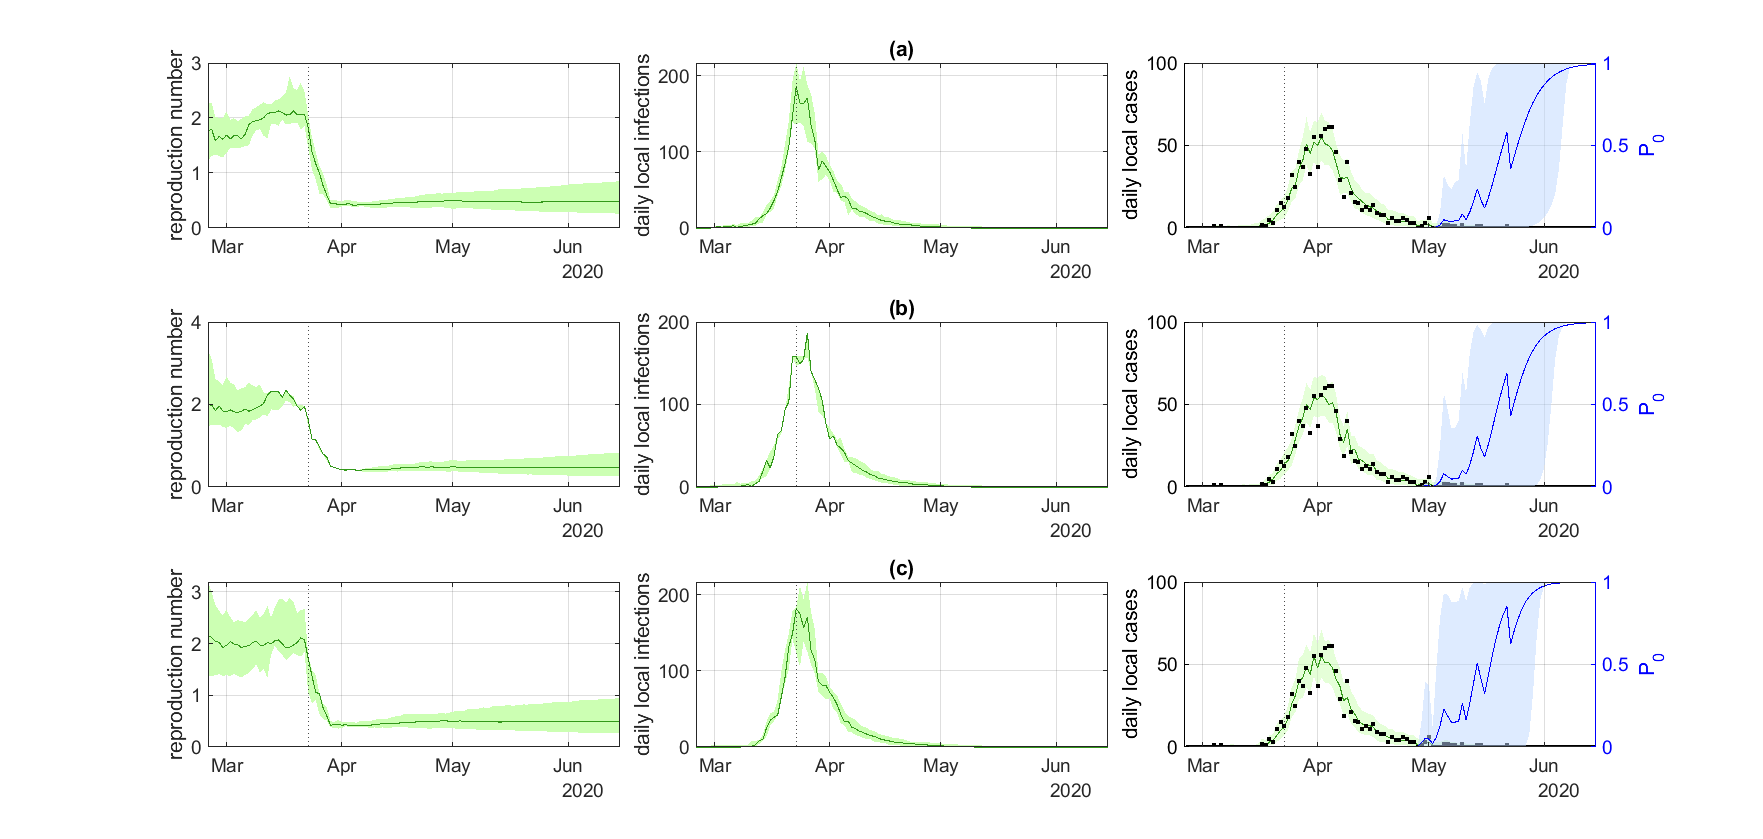 (a)
reproduction number
3
2
1
0
Mar
Apr
May
Jun
2020
daily local infections
200
100
0
Mar
Apr
May
Jun
2020
daily local cases
100
50
0
Mar
Apr
May
Jun
2020
1
0.5
0
P0
(b)
reproduction number
4
2
0
Mar
Apr
May
Jun
2020
daily local infections
200
100
0
Mar
Apr
May
Jun
2020
daily local cases
100
50
0
Mar
Apr
May
Jun
2020
1
0.5
0
P0
(c)
reproduction number
3
2
1
0
Mar
Apr
May
Jun
2020
daily local infections
200
100
0
Mar
Apr
May
Jun
2020
daily local cases
100
50
0
Mar
Apr
May
Jun
2020
1
0.5
0
P0